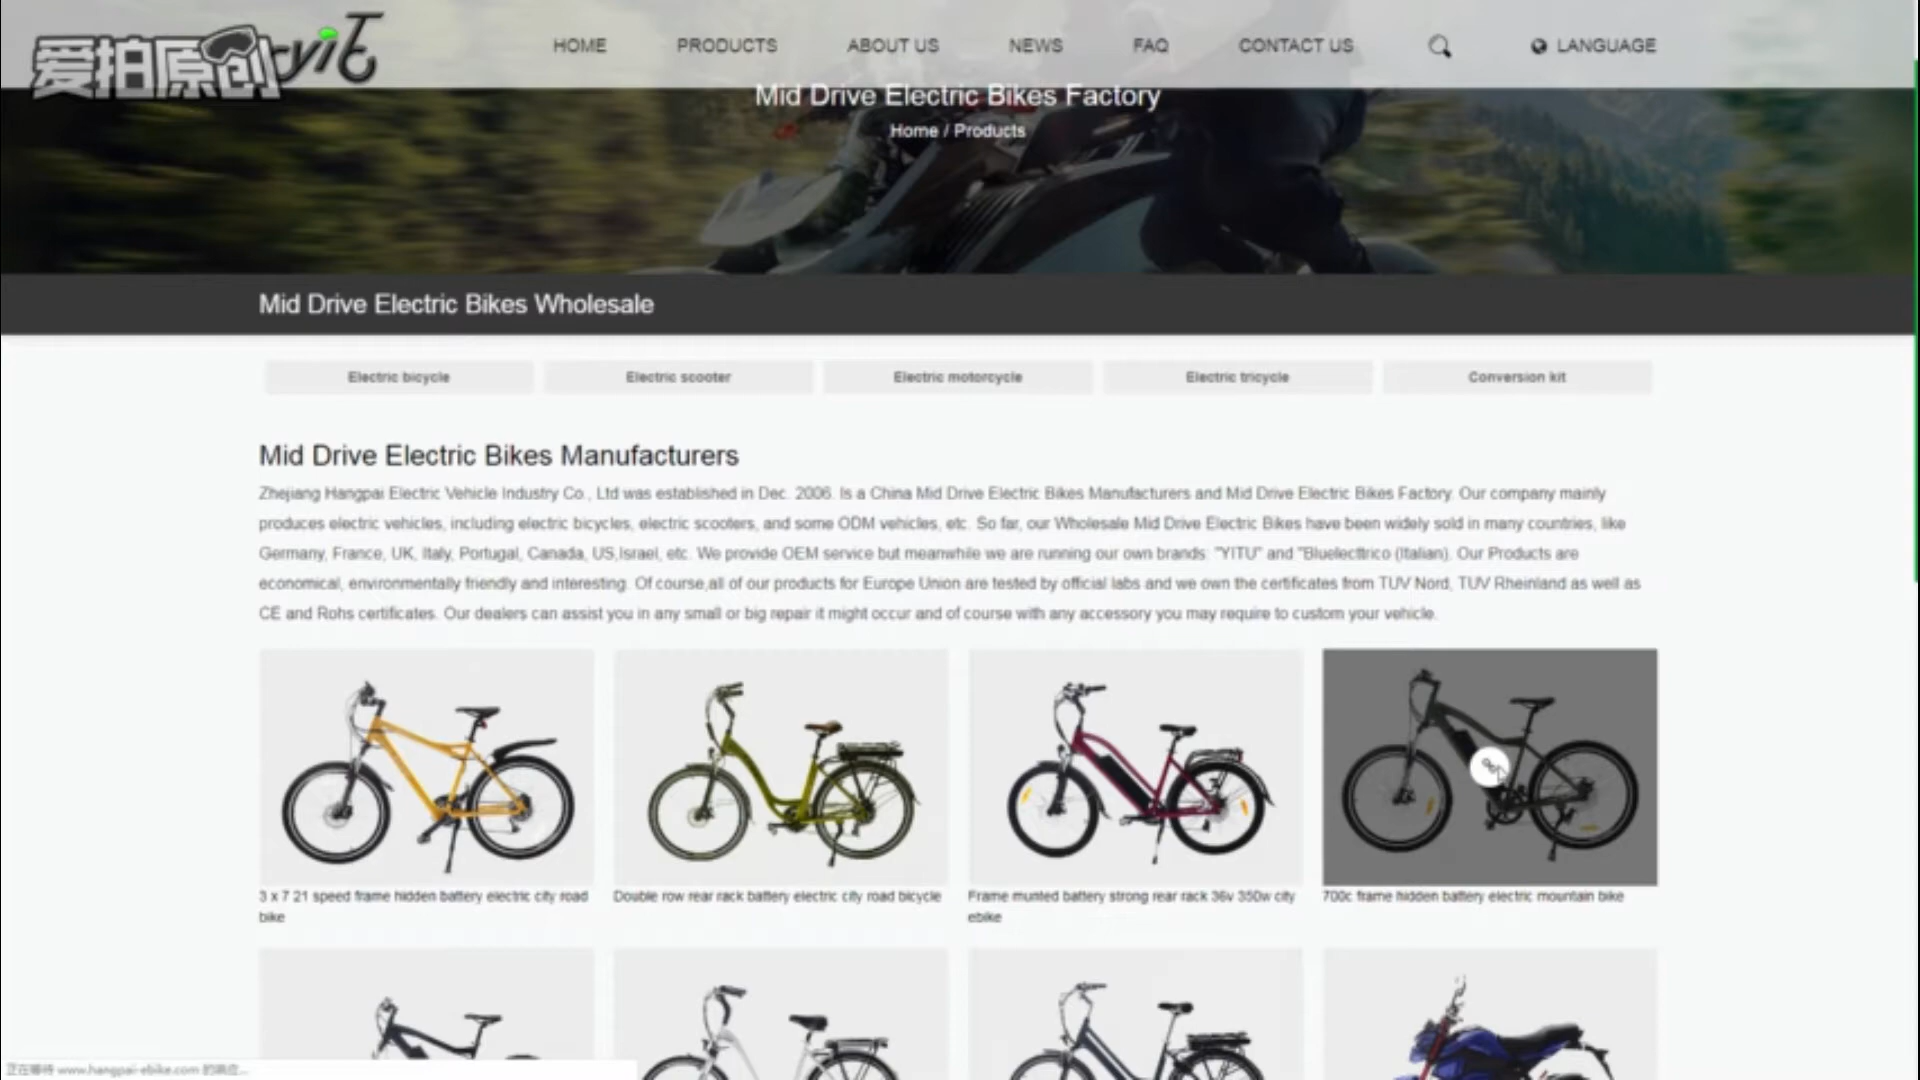 爱拍原创
HOME PRODUCTS ABOUT US NEWS FAQ CONTACT US LANGUAGE
Mid Drive Electric Bikes Factory
Home / Products
Mid Drive Electric Bikes Wholesale
Electric bicycle Electric scooter Electric motorcycle Electric tricycle Conversion kit
Mid Drive Electric Bikes Manufacturers
Zhejiang Hangpai Electric Vehicle Industry Co., Ltd was established in Dec. 2006. Is a China Mid Drive Electric Bikes Manufacturers and Mid Drive Electric Bikes Factory. Our company mainly
produces electric vehicles, including electric bicycles, electric scooters, and some ODM vehicles, etc. So far, our Wholesale Mid Drive Electric Bikes have been widely sold in many countries, like
Germany, France, UK, Italy, Portugal, Canada, US,Israel, etc. We provide OEM service but meanwhile we are running our own brands: "YITU" and "Bluelecttrico (Italian). Our Products are
economical, environmentally friendly and interesting. Of course,all of our products for Europe Union are tested by official labs and we own the certificates from TUV Nord, TUV Rheinland as well as
CE and Rohs certificates. Our dealers can assist you in any small or big repair it might occur and of course with any accessory you may require to custom your vehicle.
3 x 7 21 speed frame hidden battery electric city road
bike
Double row rear rack battery electric city road bicycle
Frame munted battery strong rear rack 36v 350w city
ebike
700c frame hidden battery electric mountain bike
正在等待 www.hangpai-ebike.com 的响应...